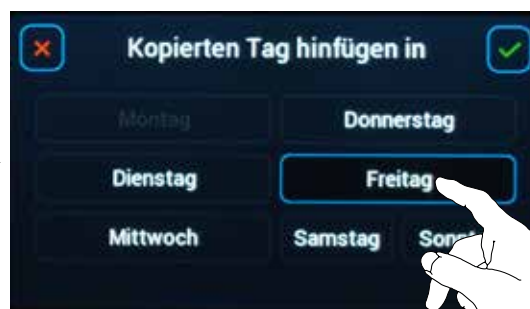 Kopierten Tag hinfügen in
Montag
Donnerstag
Dienstag
Freitag
Mittwoch
Samstag